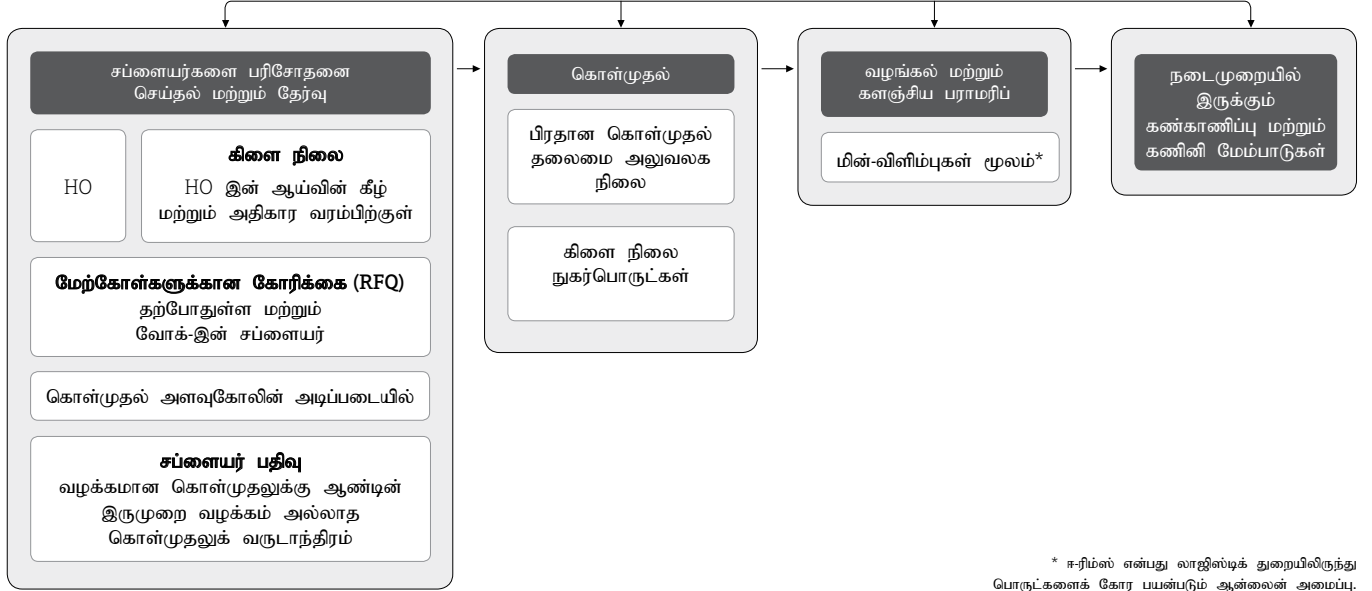 சப்ளையர்களை பரிசோதனை
செய்தல் மற்றும் தேர்வு
HO
கிளை நிலை
HO இன் ஆய்வின் கீழ்
மற்றும் அதிகார வரம்பிற்குள்
மேற்கோள்களுக்கான கோரிக்கை (RFQ)
தற்போதுள்ள மற்றும்
வோக்-இன் சப்ளையர்
கொள்முதல் அளவுகோலின் அடிப்படையில்
சப்ளையர் பதிவு
வழக்கமான கொள்முதலுக்கு ஆண்டின்
இருமுறை வழக்கம் அல்லாத
கொள்முதலுக் வருடாந்திரம்
கொள்முதல்
பிரதான கொள்முதல்
தலைமை அலுவலக
நிலை
கிளை நிலை
நுகர்பொருட்கள்
வழங்கல் மற்றும்
களஞ்சிய பராமரிப்
மின்-விளிம்புகள் மூலம்*
நடைமுறையில்
இருக்கும்
கண்காணிப்பு மற்றும்
கணினி மேம்பாடுகள்
* ஈ-ரிம்ஸ் என்பது லாஜிஸ்டிக் துறையிலிருந்து
பொருட்களைக் கோர பயன்படும் ஆன்லைன் அமைப்பு.